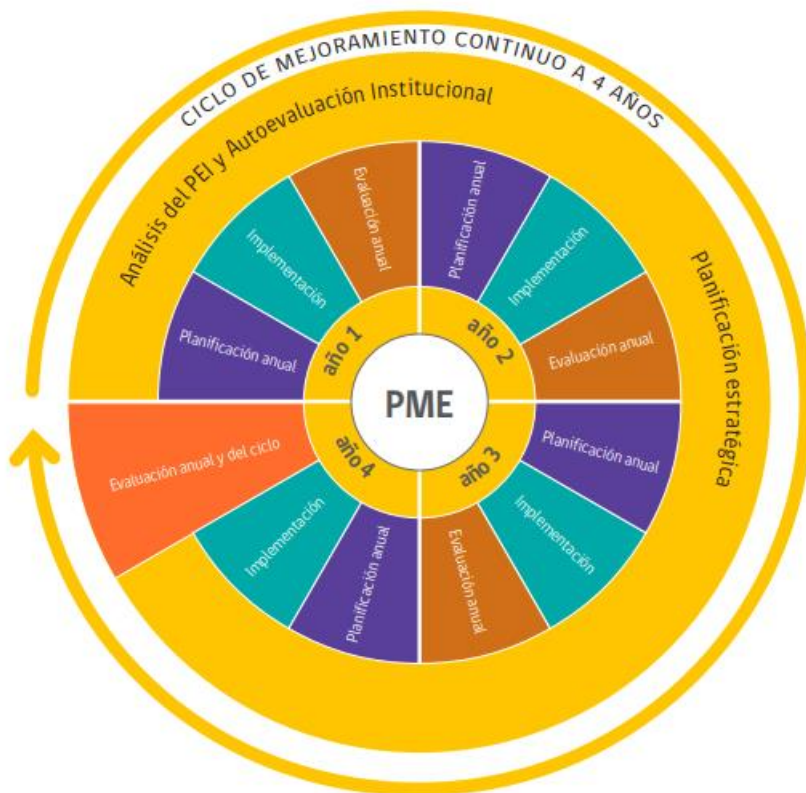 CICLO DE MEJORAMIENTO CONTINUO A 4 AÑOS
Análisis del PEI y Autoevaluación Institucional
Planificación estratégica
PME
año 1
Planificación anual
Implementación
Evaluación anual
año 2
Planificación anual
Implementación
Evaluación anual
año 3
Planificación anual
Implementación
Evaluación anual
año 4
Planificación anual
Implementación
Evaluación anual y del ciclo